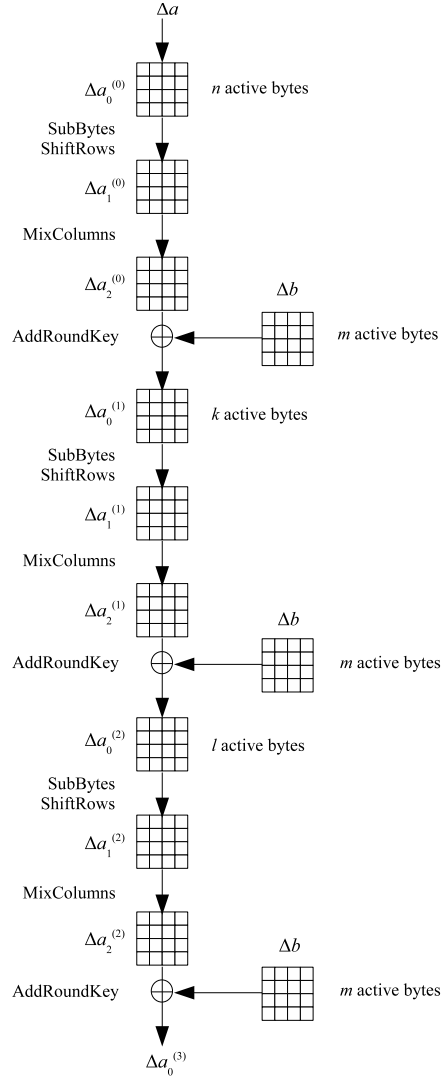 Δa
Δa₀⁽⁰⁾ n active bytes
SubBytes
ShiftRows
Δa₁⁽⁰⁾
MixColumns
Δa₂⁽⁰⁾ Δb
AddRoundKey m active bytes
Δa₀⁽¹⁾ k active bytes
SubBytes
ShiftRows
Δa₁⁽¹⁾
MixColumns
Δa₂⁽¹⁾ Δb
AddRoundKey m active bytes
Δa₀⁽²⁾ l active bytes
SubBytes
ShiftRows
Δa₁⁽²⁾
MixColumns
Δa₂⁽²⁾ Δb
AddRoundKey m active bytes
Δa₀⁽³⁾